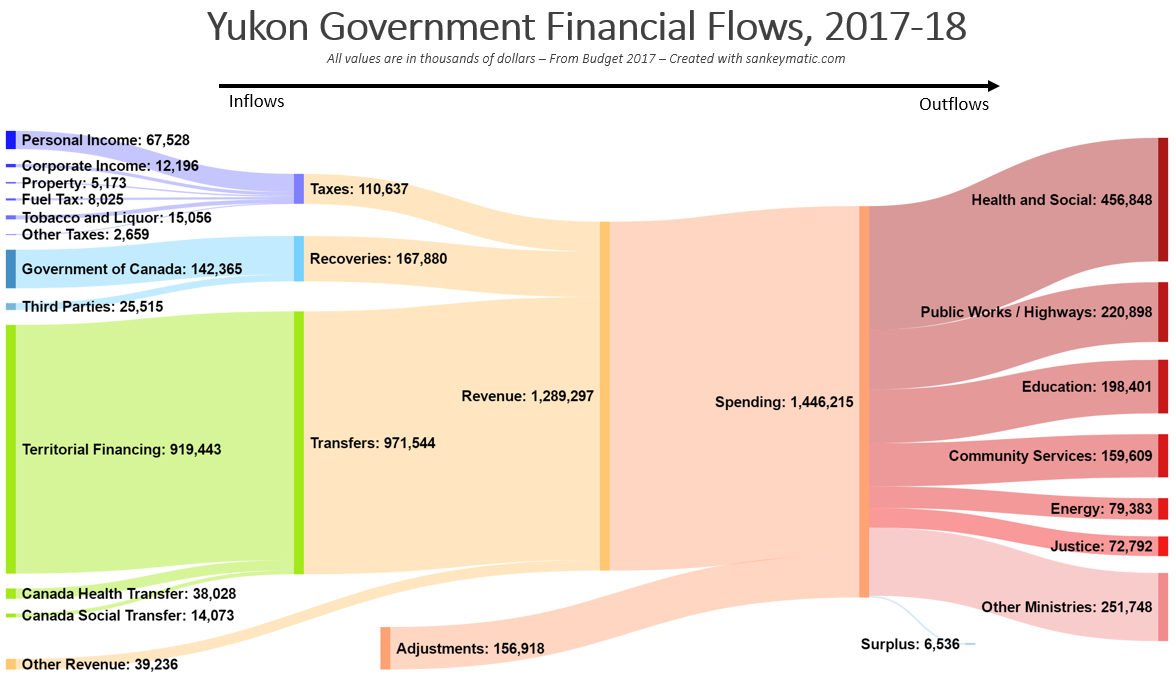 Yukon Government Financial Flows, 2017-18
All values are in thousands of dollars – From Budget 2017 – Created with sankeymatic.com
Inflows
Outflows
Personal Income: 67,528
Corporate Income: 12,196
Property: 5,173
Fuel Tax: 8,025
Tobacco and Liquor: 15,056
Other Taxes: 2,659
Government of Canada: 142,365
Third Parties: 25,515
Territorial Financing: 919,443
Canada Health Transfer: 38,028
Canada Social Transfer: 14,073
Other Revenue: 39,236
Taxes: 110,637
Recoveries: 167,880
Transfers: 971,544
Adjustments: 156,918
Revenue: 1,289,297
Spending: 1,446,215
Health and Social: 456,848
Public Works / Highways: 220,898
Education: 198,401
Community Services: 159,609
Energy: 79,383
Justice: 72,792
Other Ministries: 251,748
Surplus: 6,536